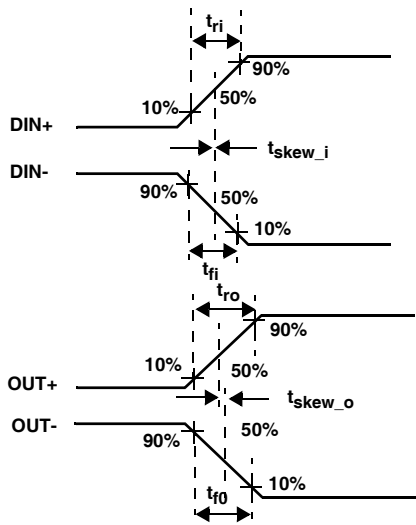 tri
90%
10%
50%
DIN+
tskew_i
DIN-
90%
50%
10%
tfi
tro
90%
10%
50%
OUT+
tskew_o
OUT-
90%
50%
10%
tf0